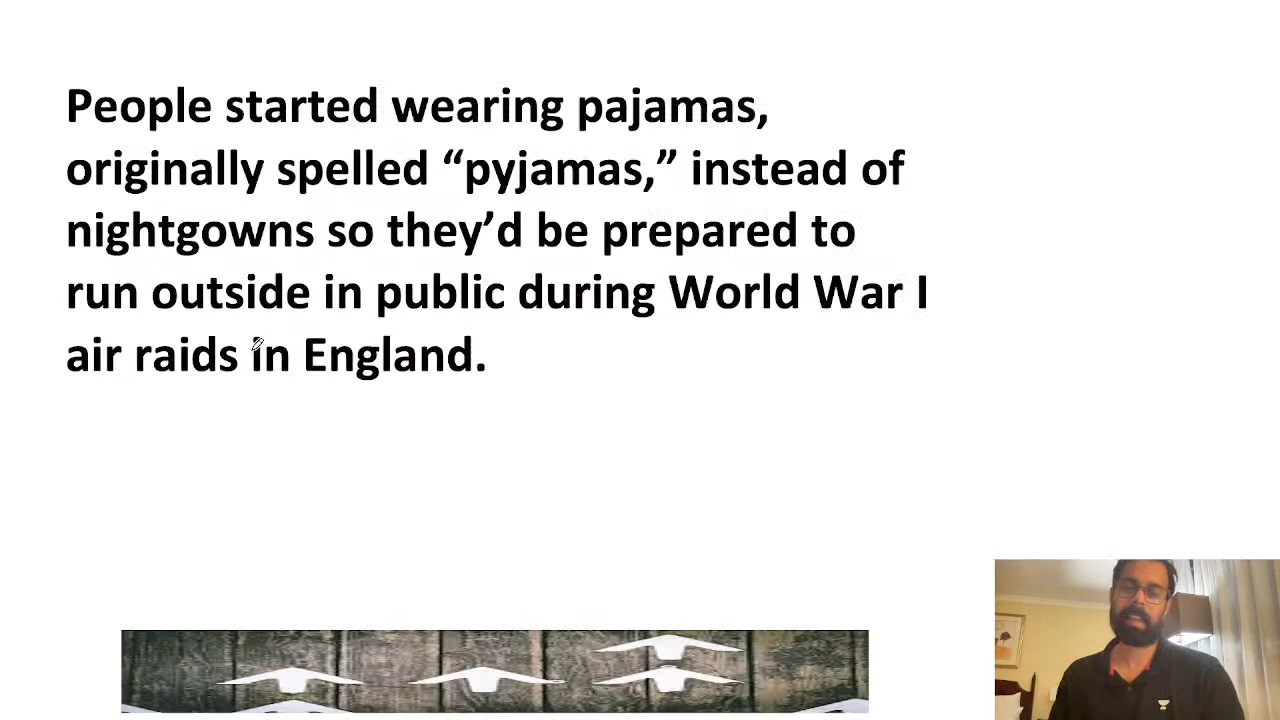 People started wearing pajamas,
originally spelled “pyjamas,” instead of
nightgowns so they’d be prepared to
run outside in public during World War I
air raids in England.